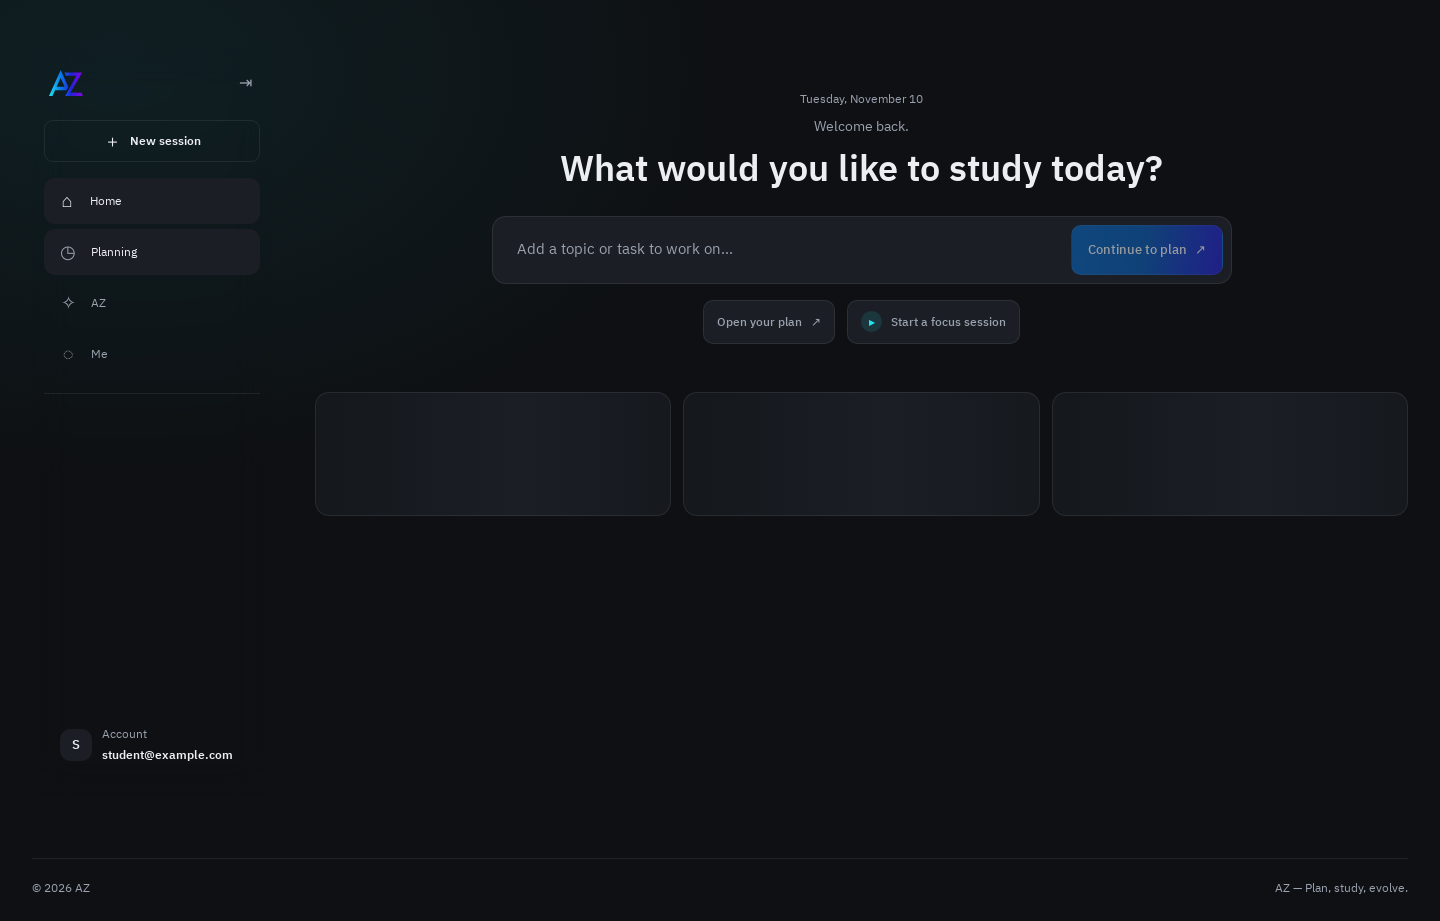 AZ
New session
Home
Planning
AZ
Me
Account
S
student@example.com
Tuesday, November 10
Welcome back.
What would you like to study today?
Add a topic or task to work on...
Continue to plan ↗
Open your plan ↗
Start a focus session
© 2026 AZ
AZ — Plan, study, evolve.